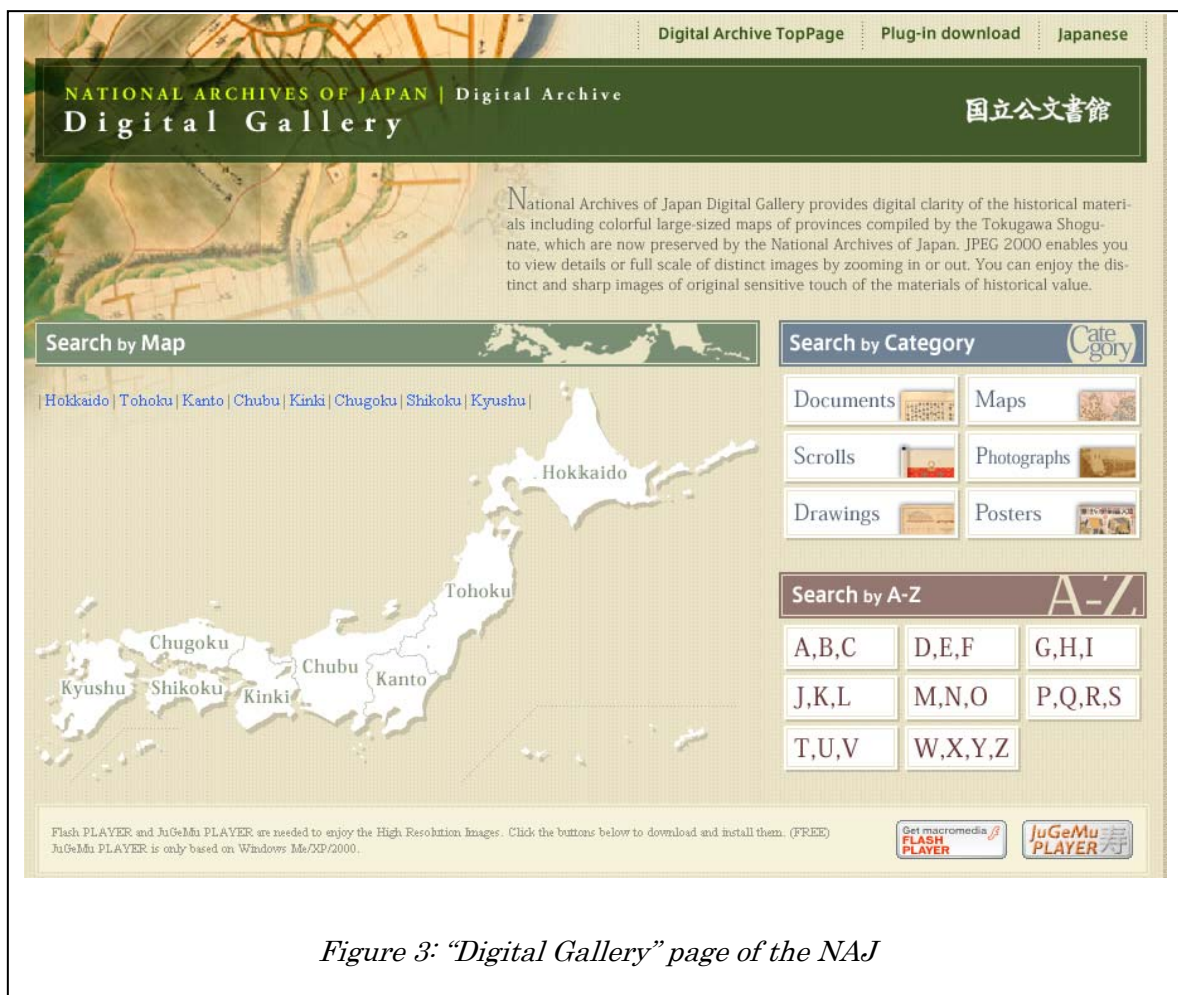 Digital Archive TopPage
Plug-in download
Japanese
NATIONAL ARCHIVES OF JAPAN | Digital Archive
Digital Gallery
国立公文書館
National Archives of Japan Digital Gallery provides digital clarity of the historical materi-
als including colorful large-sized maps of provinces compiled by the Tokugawa Shogu-
nate, which are now preserved by the National Archives of Japan. JPEG 2000 enables you
to view details or full scale of distinct images by zooming in or out. You can enjoy the dis-
tinct and sharp images of original sensitive touch of the materials of historical value.
Search by Map
|Hokkaido|Tohoku|Kanto|Chubu|Kinki|Chugoku|Shikoku|Kyushu|
Hokkaido
Tohoku
Chugoku
Chubu
Kanto
Kyushu
Shikoku
Kinki
Search by Category
Category
Documents
Maps
Scrolls
Photographs
Drawings
Posters
Search by A-Z
A-Z
A,B,C
D,E,F
G,H,I
J,K,L
M,N,O
P,Q,R,S
T,U,V
W,X,Y,Z
Flash PLAYER and JuGeMu PLAYER are needed to enjoy the High Resolution Images. Click the buttons below to download and install them. (FREE)
JuGeMu PLAYER is only based on Windows Me/XP/2000.
Get macromedia
FLASH
PLAYER
JuGeMu
PLAYER
寿
Figure 3: “Digital Gallery” page of the NAJ